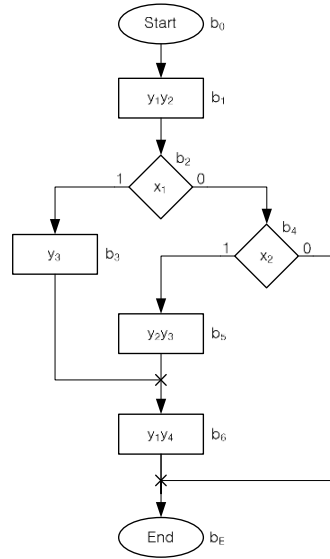 Start b₀
y₁y₂ b₁
b₂
1 x₁ 0
b₄
y₃ b₃ 1 x₂ 0
y₂y₃ b₅
y₁y₄ b₆
End b_E